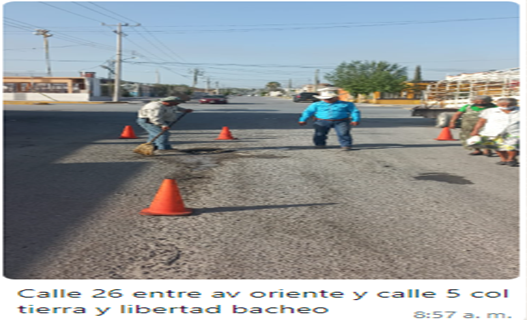 Calle 26 entre av oriente y calle 5 col
tierra y libertad bacheo
8:57 a. m.